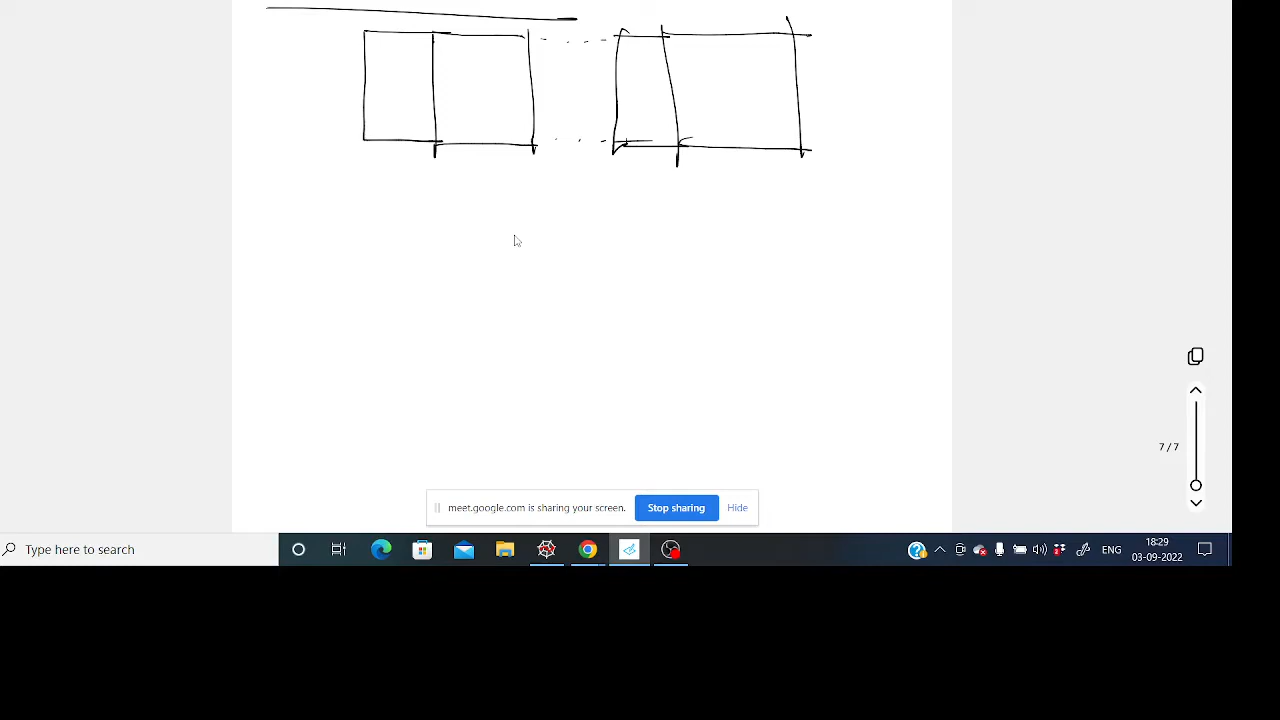 7 / 7
meet.google.com is sharing your screen.
Stop sharing
Hide
Type here to search
ENG
18:29
03-09-2022